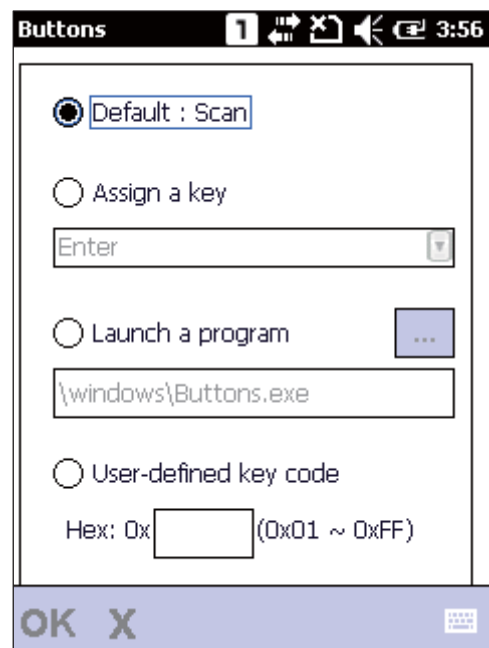 Buttons 1 3:56
Default : Scan
Assign a key
Enter
Launch a program ...
\windows\Buttons.exe
User-defined key code
Hex: 0x (0x01 ~ 0xFF)
OK X